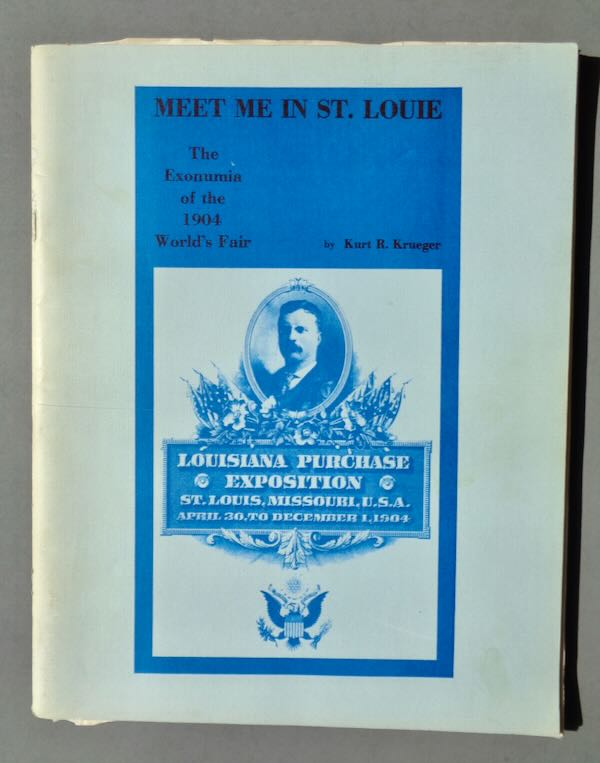 MEET ME IN ST. LOUIE
The
Exonumia
of the
1904
World's Fair
by Kurt R. Krueger
LOUISIANA PURCHASE
EXPOSITION
ST. LOUIS, MISSOURI, U.S.A.
APRIL 30, TO DECEMBER 1, 1904